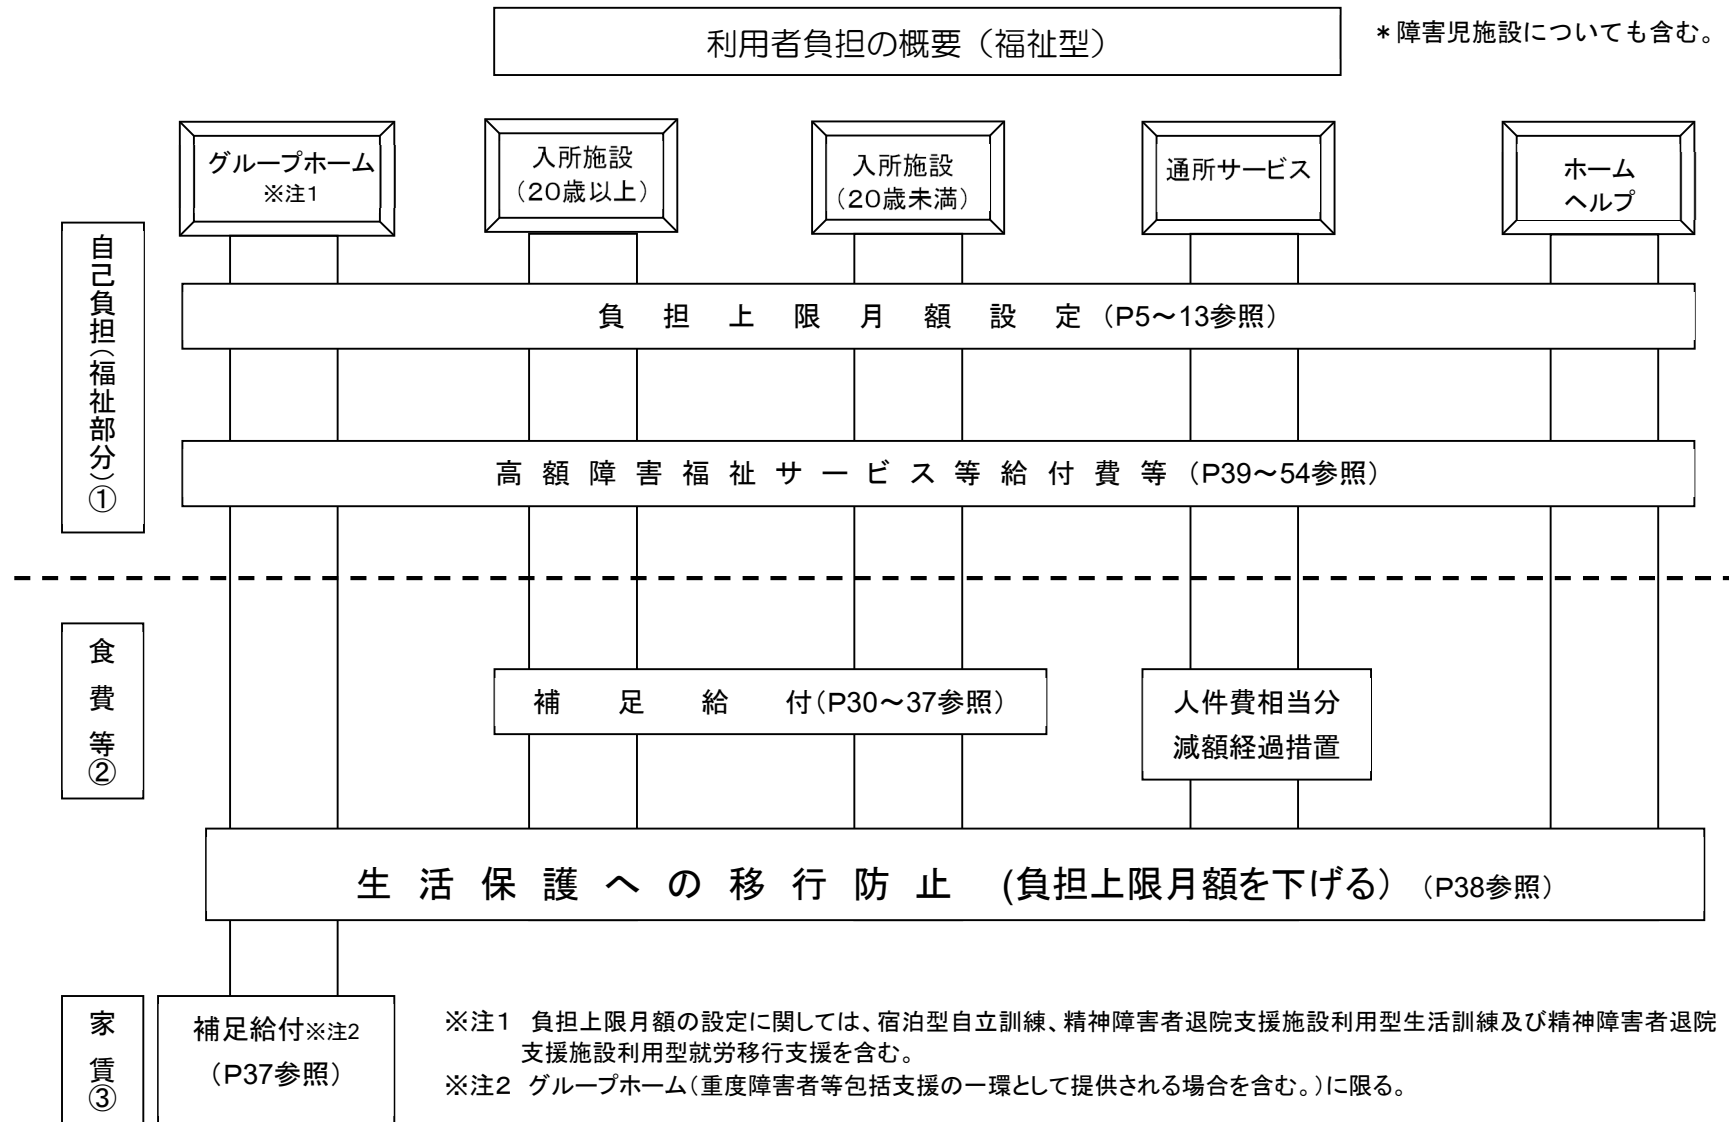 利用者負担の概要（福祉型）
＊障害児施設についても含む。
グループホーム
※注1
入所施設
（20歳以上）
入所施設
（20歳未満）
通所サービス
ホーム
ヘルプ
自己負担（福祉部分）①
負担上限月額設定（P5～13参照）
高額障害福祉サービス等給付費等（P39～54参照）
食費等②
補足給付（P30～37参照）
人件費相当分
減額経過措置
生活保護への移行防止　(負担上限月額を下げる）（P38参照）
家賃③
補足給付※注2
（P37参照）
※注1　負担上限月額の設定に関しては、宿泊型自立訓練、精神障害者退院支援施設利用型生活訓練及び精神障害者退院
支援施設利用型就労移行支援を含む。
※注2　グループホーム（重度障害者等包括支援の一環として提供される場合を含む。）に限る。